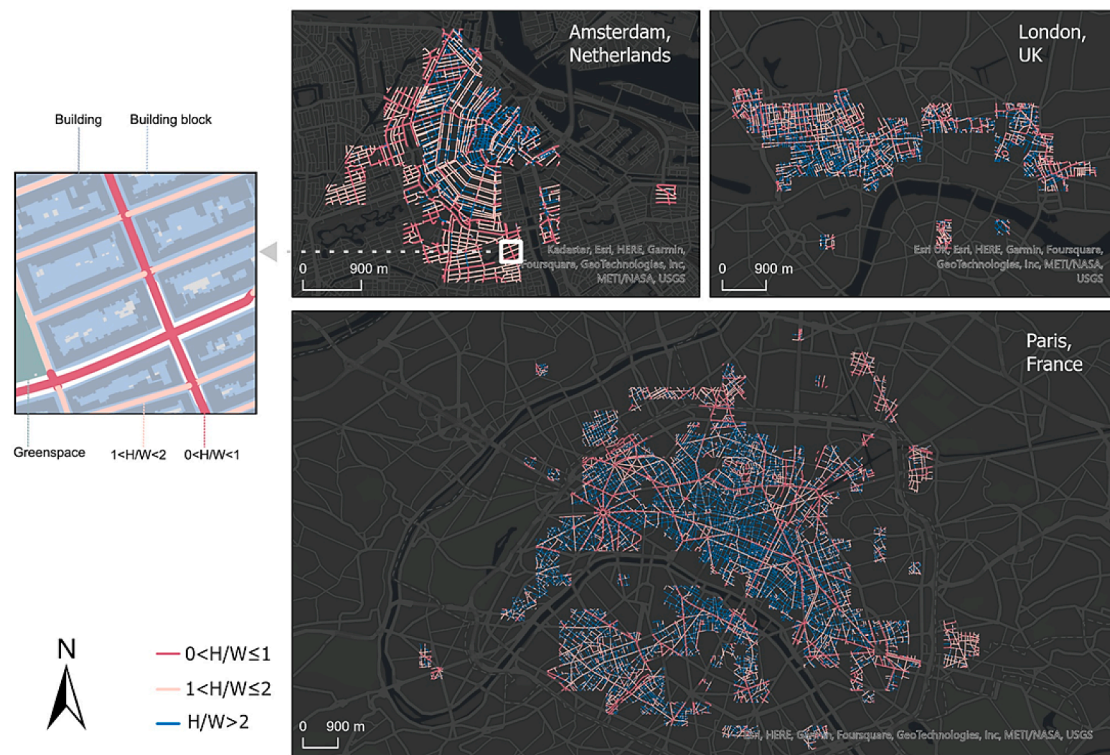 Building
Building block
Greenspace
1<H/W<2
0<H/W<1
Amsterdam,
Netherlands
Kadaster, Esri, HERE, Garmin,
Foursquare, GeoTechnologies, Inc,
METI/NASA, USGS
0
900 m
London,
UK
Esri UK, Esri, HERE, Garmin, Foursquare,
GeoTechnologies, Inc, METI/NASA,
USGS
0
900 m
Paris,
France
Esri, HERE, Garmin, Foursquare, GeoTechnologies, Inc, METI/NASA, USGS
0
900 m
N
0<H/W≤1
1<H/W≤2
H/W>2